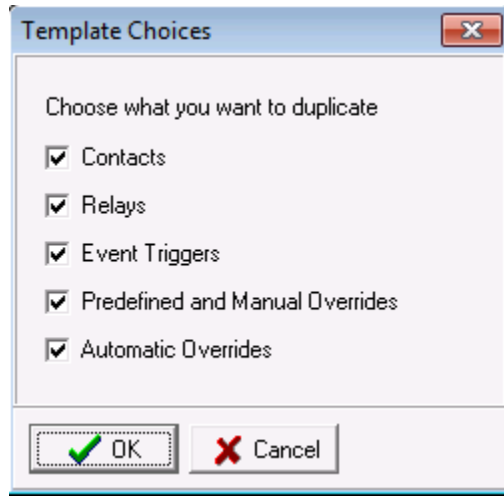 Template Choices
Choose what you want to duplicate
Contacts
Relays
Event Triggers
Predefined and Manual Overrides
Automatic Overrides
OK Cancel